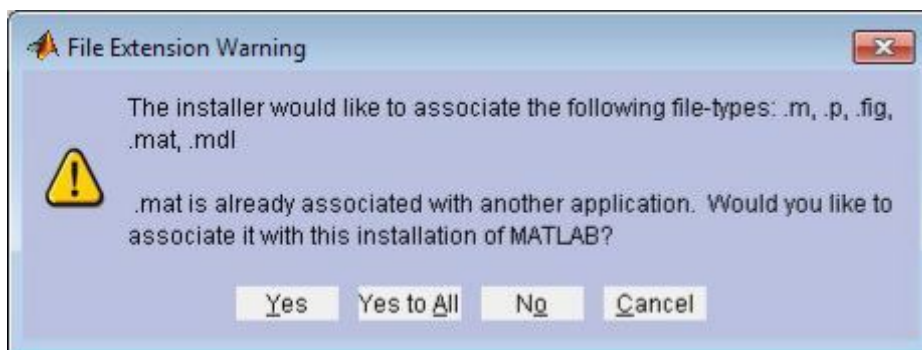 File Extension Warning
The installer would like to associate the following file-types: .m, .p, .fig,
.mat, .mdl
.mat is already associated with another application.  Would you like to
associate it with this installation of MATLAB?
Yes Yes to All No Cancel